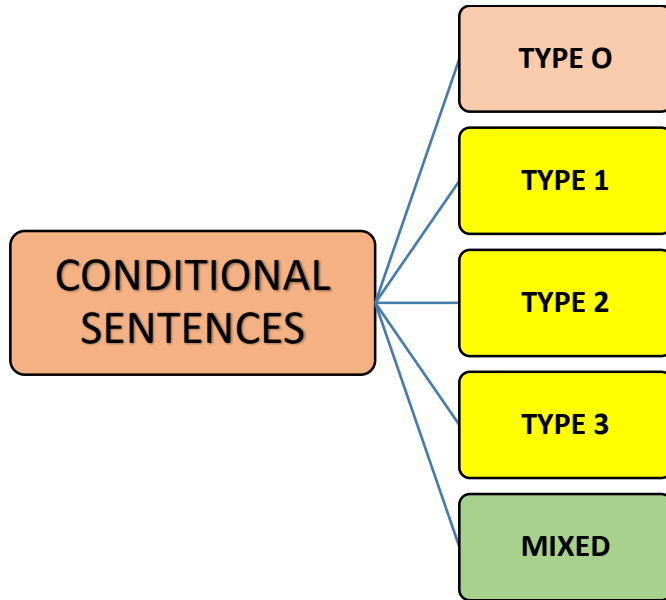 CONDITIONAL
SENTENCES
TYPE O
TYPE 1
TYPE 2
TYPE 3
MIXED